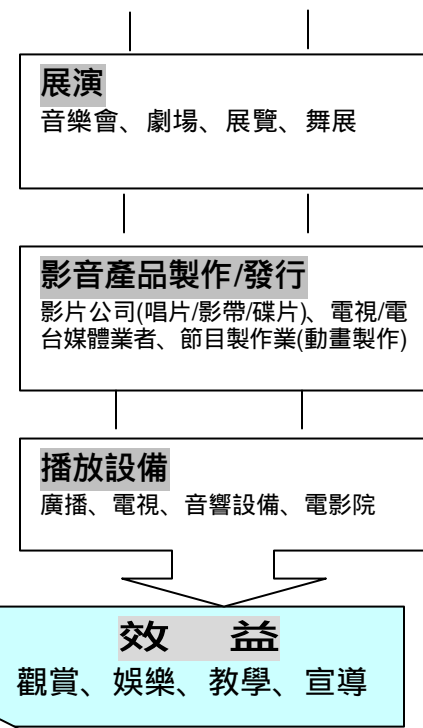 展演
音樂會、劇場、展覽、舞展
影音產品製作/發行
影片公司(唱片/影帶/碟片)、電視/電
台媒體業者、節目製作業(動畫製作)
播放設備
廣播、電視、音響設備、電影院
效 益
觀賞、娛樂、教學、宣導